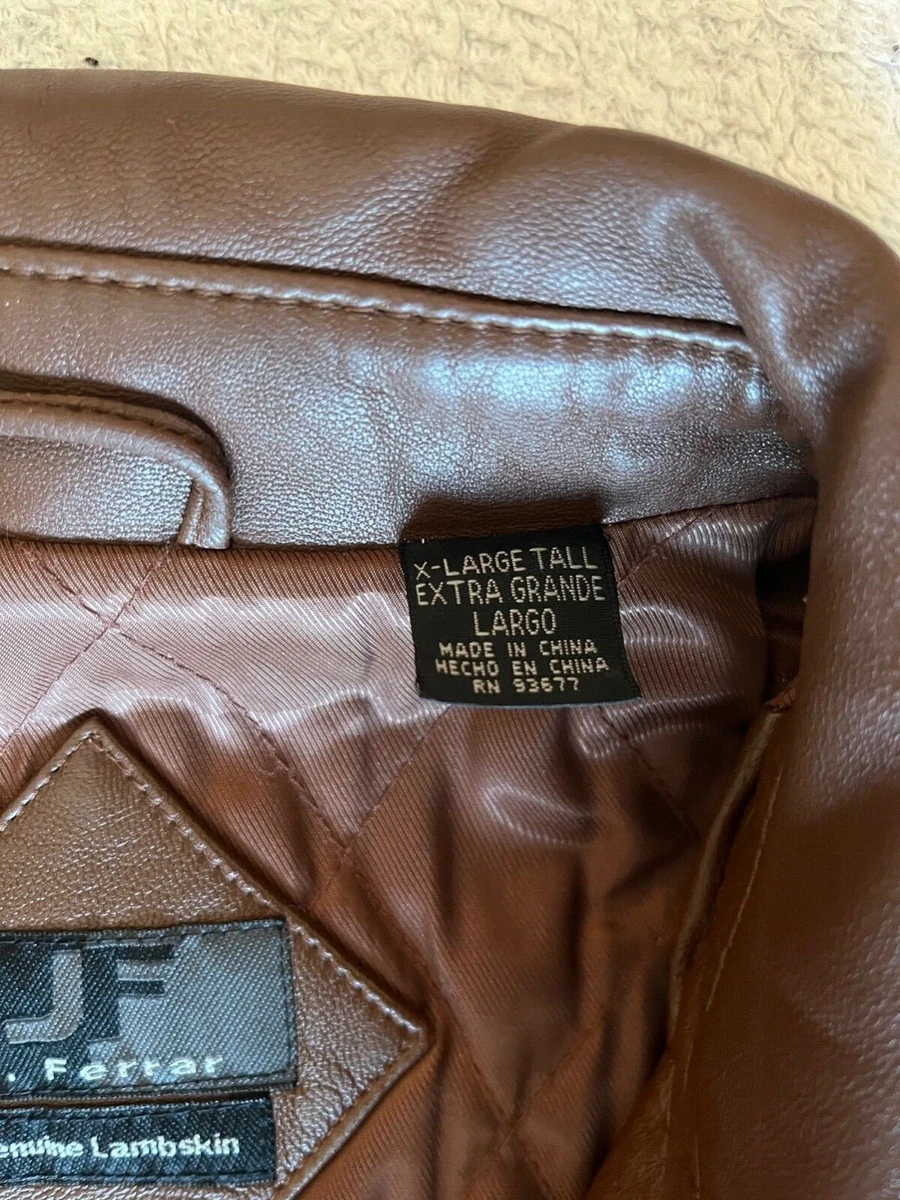 X-LARGE TALL
EXTRA GRANDE
LARGO
MADE IN CHINA
HECHO EN CHINA
RN 93677
JF
. Ferrar
enuine Lambskin